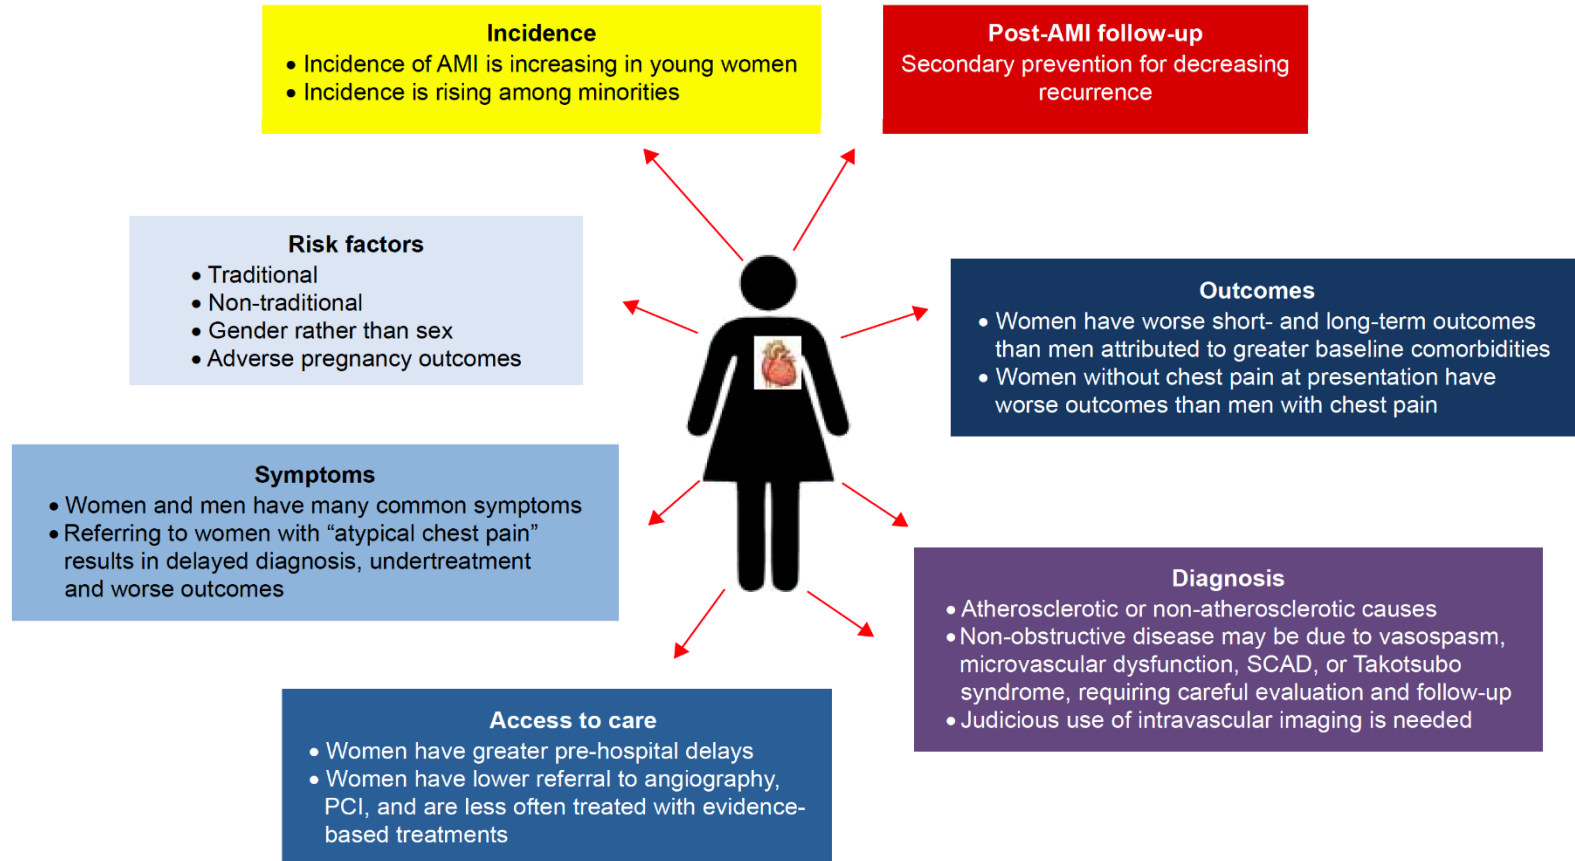 Incidence
• Incidence of AMI is increasing in young women
• Incidence is rising among minorities
Post-AMI follow-up
Secondary prevention for decreasing
recurrence
Risk factors
• Traditional
• Non-traditional
• Gender rather than sex
• Adverse pregnancy outcomes
Outcomes
• Women have worse short- and long-term outcomes
than men attributed to greater baseline comorbidities
• Women without chest pain at presentation have
worse outcomes than men with chest pain
Symptoms
• Women and men have many common symptoms
• Referring to women with “atypical chest pain”
results in delayed diagnosis, undertreatment
and worse outcomes
Diagnosis
• Atherosclerotic or non-atherosclerotic causes
• Non-obstructive disease may be due to vasospasm,
microvascular dysfunction, SCAD, or Takotsubo
syndrome, requiring careful evaluation and follow-up
• Judicious use of intravascular imaging is needed
Access to care
• Women have greater pre-hospital delays
• Women have lower referral to angiography,
PCI, and are less often treated with evidence-
based treatments